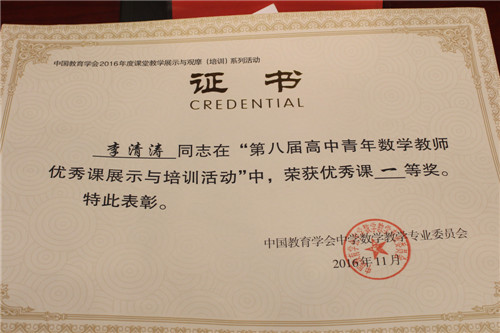 中国教育学会2016年度课堂教学展示与观摩（培训）系列活动
证书
CREDENTIAL
李清涛 同志在“第八届高中青年数学教师
优秀课展示与培训活动”中，荣获优秀课 一 等奖。
特此表彰。
中国教育学会中学数学教学专业委员会
2016年11月